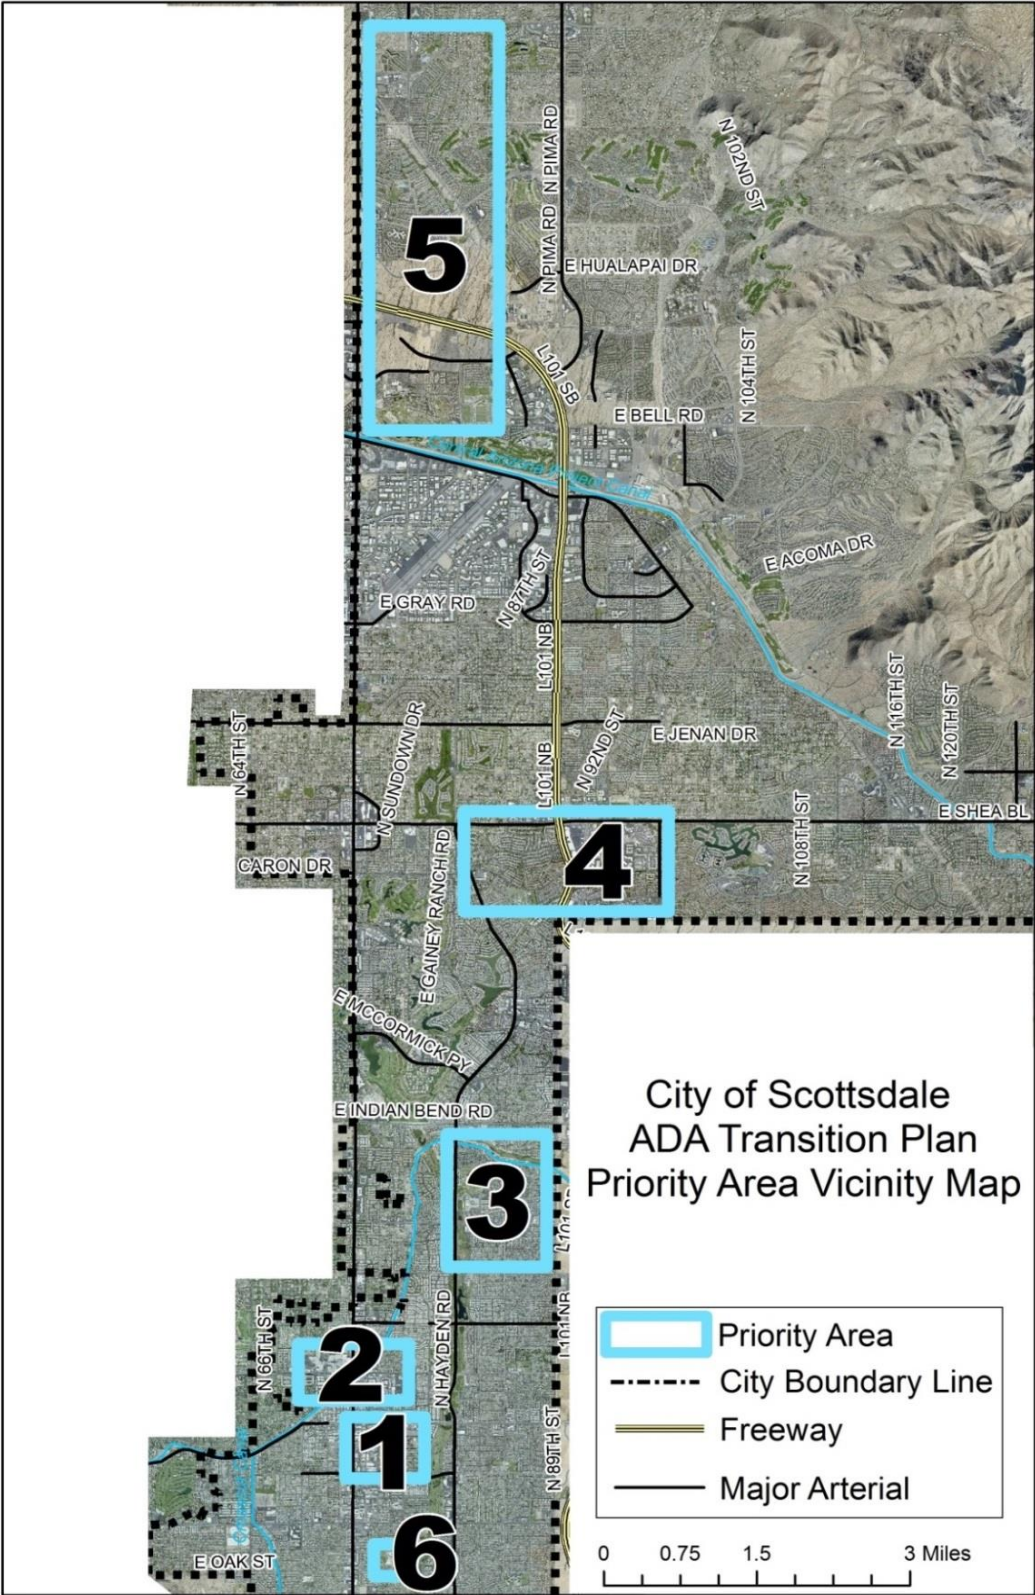 N PIMA RD
N 102ND ST
5
N PIMA RD
E HUALAPAI DR
L101 SB
N 104TH ST
E BELL RD
Central Arizona Project Canal
E ACOMA DR
N 87TH ST
E GRAY RD
L101 NB
N 116TH ST
N 120TH ST
N 64TH ST
N SUNDOWN DR
N 92ND ST
E JENAN DR
L101 NB
E SHEA BL
N 108TH ST
4
CARON DR
E GAINEY RANCH RD
E MCCORMICK PY
E INDIAN BEND RD
City of Scottsdale
ADA Transition Plan
Priority Area Vicinity Map
3
N HAYDEN RD
L101 NB
N 66TH ST
2
1
N 89TH ST
6
E OAK ST
Priority Area
City Boundary Line
Freeway
Major Arterial
0 0.75 1.5 3 Miles